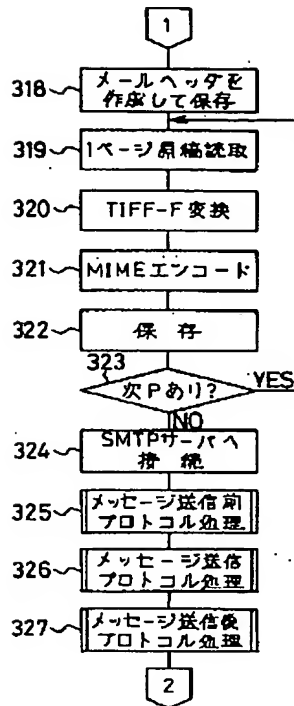 1
318
メールヘッダを
作成して保存
319
1ページ原稿読取
320
TIFF-F変換
321
MIMEエンコード
322
保存
323
次Pあり?
YES
NO
324
SMTPサーバへ
接続
325
メッセージ送信前
プロトコル処理
326
メッセージ送信
プロトコル処理
327
メッセージ送信後
プロトコル処理
2